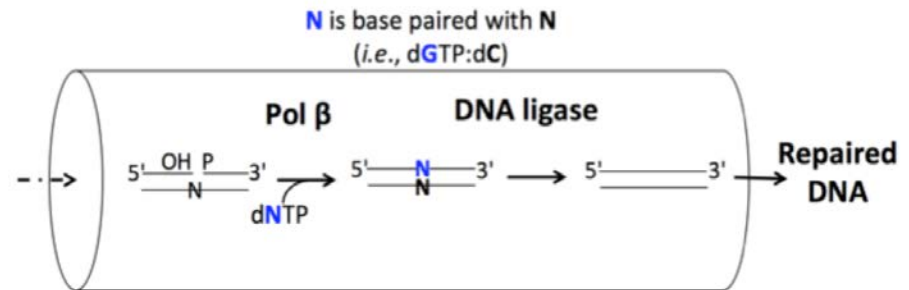 N is base paired with N
(i.e., dGTP:dC)
Pol β DNA ligase
5' OH P 3' 5' N 3' 5' 3' Repaired
N N DNA
dNTP